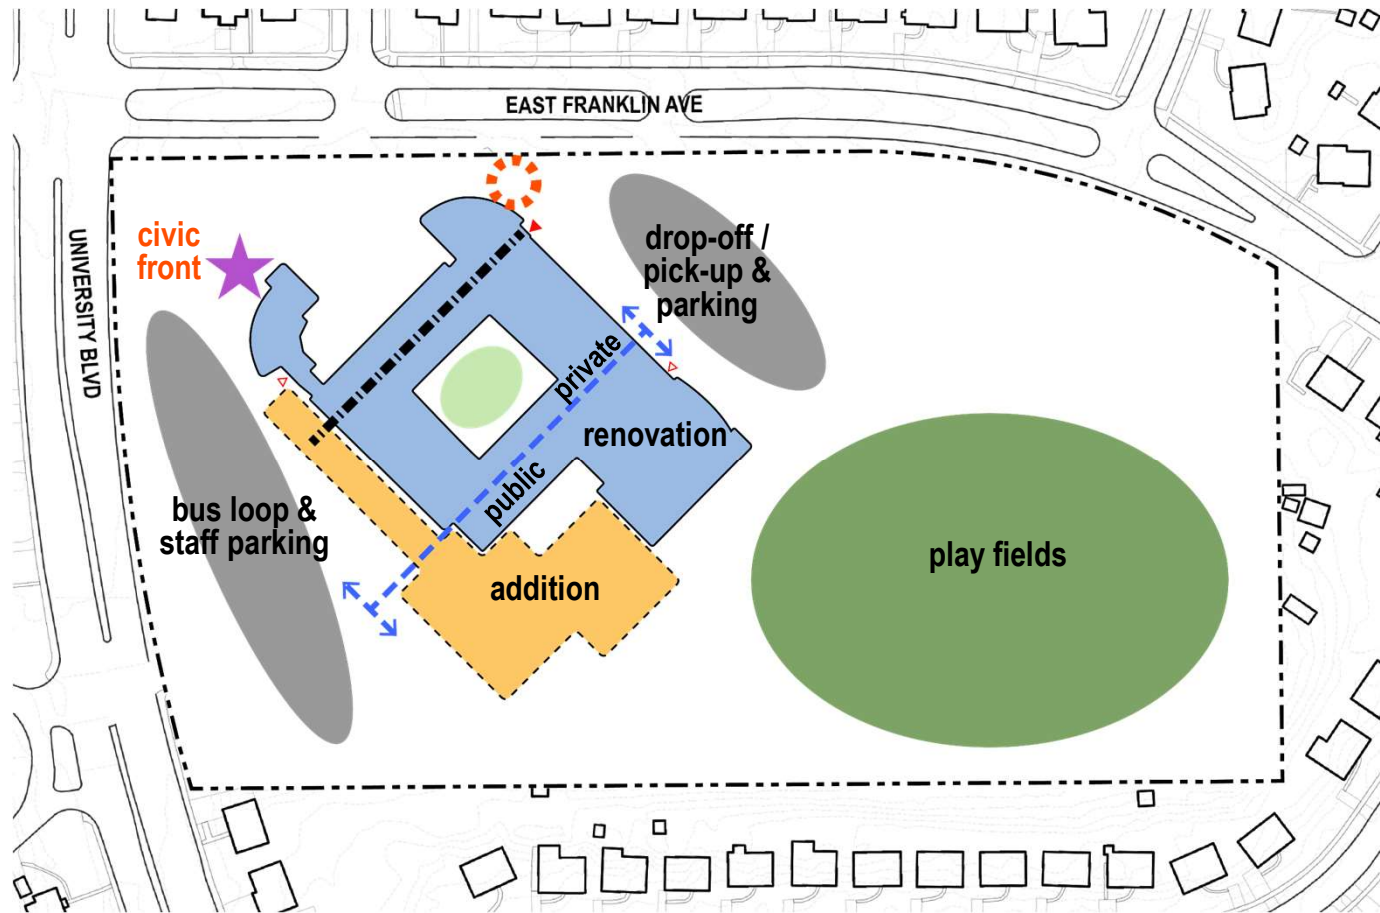 EAST FRANKLIN AVE
UNIVERSITY BLVD
civic
front
drop-off /
pick-up &
parking
private
public
renovation
bus loop &
staff parking
addition
play fields